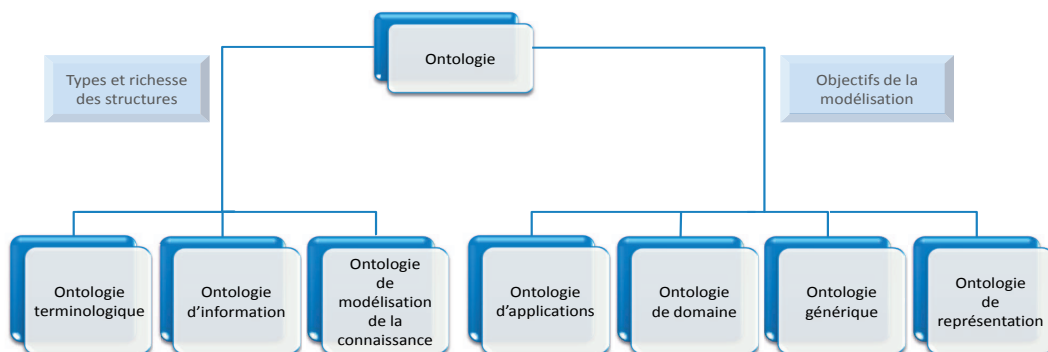 Ontologie
Types et richesse
des structures
Objectifs de la
modélisation
Ontologie
terminologique
Ontologie
d’information
Ontologie
de
modélisation
de la
connaissance
Ontologie
d’applications
Ontologie
de domaine
Ontologie
générique
Ontologie
de
représentation